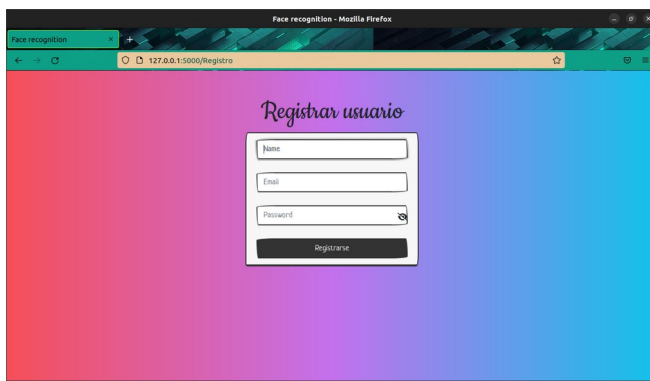 Face recognition - Mozilla Firefox
Face recognition
127.0.0.1:5000/Registro
Registrar usuario
Name
Email
Password
Registrarse